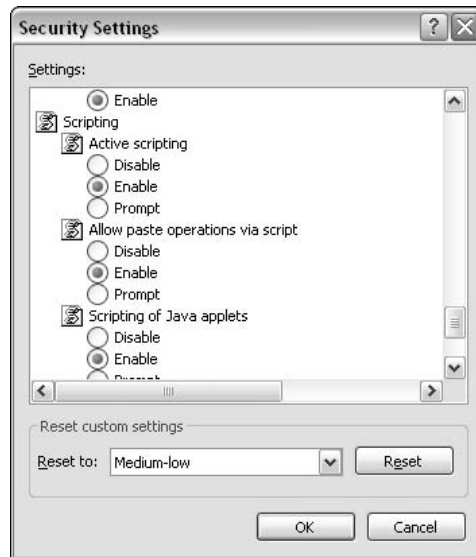 Security Settings
Settings:
Enable
Scripting
Active scripting
Disable
Enable
Prompt
Allow paste operations via script
Disable
Enable
Prompt
Scripting of Java applets
Disable
Enable
Prompt
Reset custom settings
Reset to: Medium-low Reset
OK Cancel